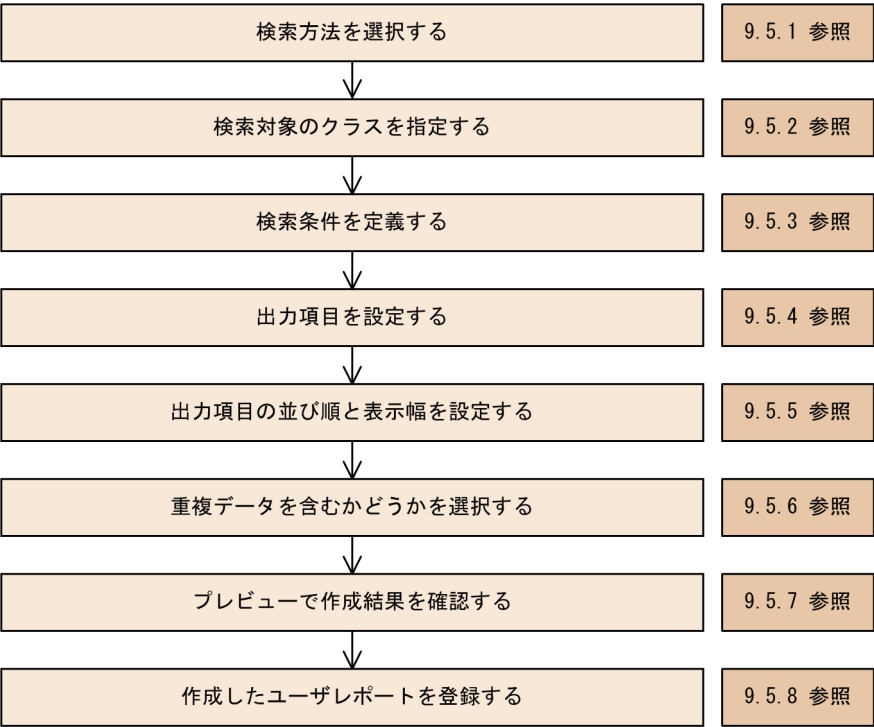 検索方法を選択する
9.5.1 参照
検索対象のクラスを指定する
9.5.2 参照
検索条件を定義する
9.5.3 参照
出力項目を設定する
9.5.4 参照
出力項目の並び順と表示幅を設定する
9.5.5 参照
重複データを含むかどうかを選択する
9.5.6 参照
プレビューで作成結果を確認する
9.5.7 参照
作成したユーザレポートを登録する
9.5.8 参照